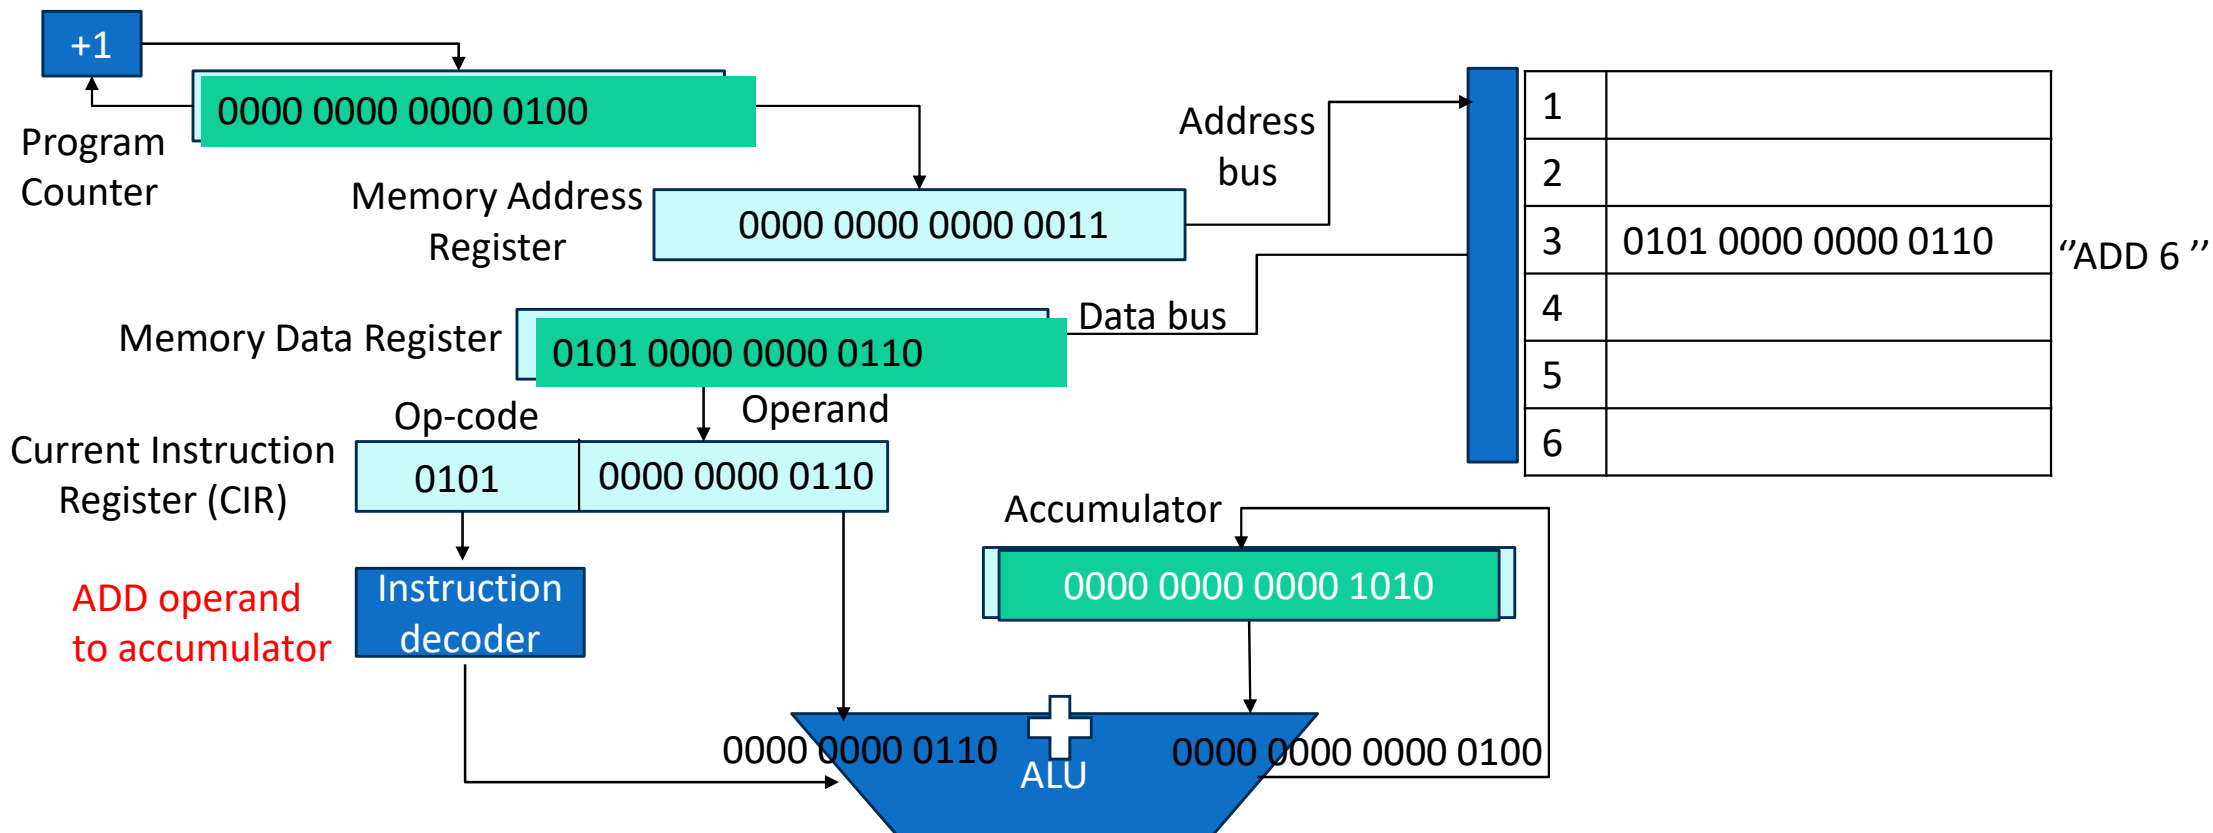 +1
0000 0000 0000 0100
Program
Counter
Memory Address
Register
0000 0000 0000 0011
Address
bus
1
2
3 0101 0000 0000 0110
4
5
6
‘’ADD 6 ’’
Memory Data Register
0101 0000 0000 0110
Data bus
Op-code
Operand
Current Instruction
Register (CIR)
0101
0000 0000 0110
Accumulator
0000 0000 0000 1010
ADD operand
to accumulator
Instruction
decoder
0000 0000 0110
0000 0000 0000 0100
ALU